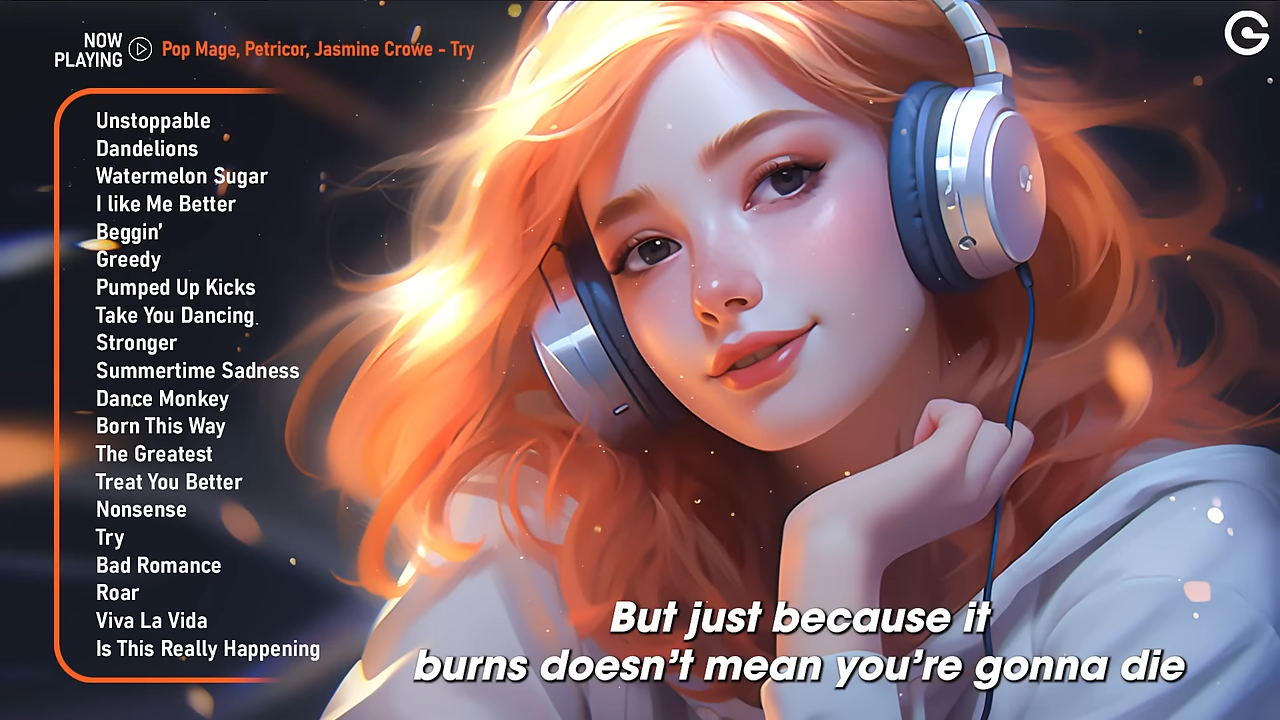 NOW
PLAYING
Pop Mage, Petricor, Jasmine Crowe - Try
Unstoppable
Dandelions
Watermelon Sugar
I like Me Better
Beggin'
Greedy
Pumped Up Kicks
Take You Dancing
Stronger
Summertime Sadness
Dance Monkey
Born This Way
The Greatest
Treat You Better
Nonsense
Try
Bad Romance
Roar
Viva La Vida
Is This Really Happening
But just because it
burns doesn't mean you're gonna die